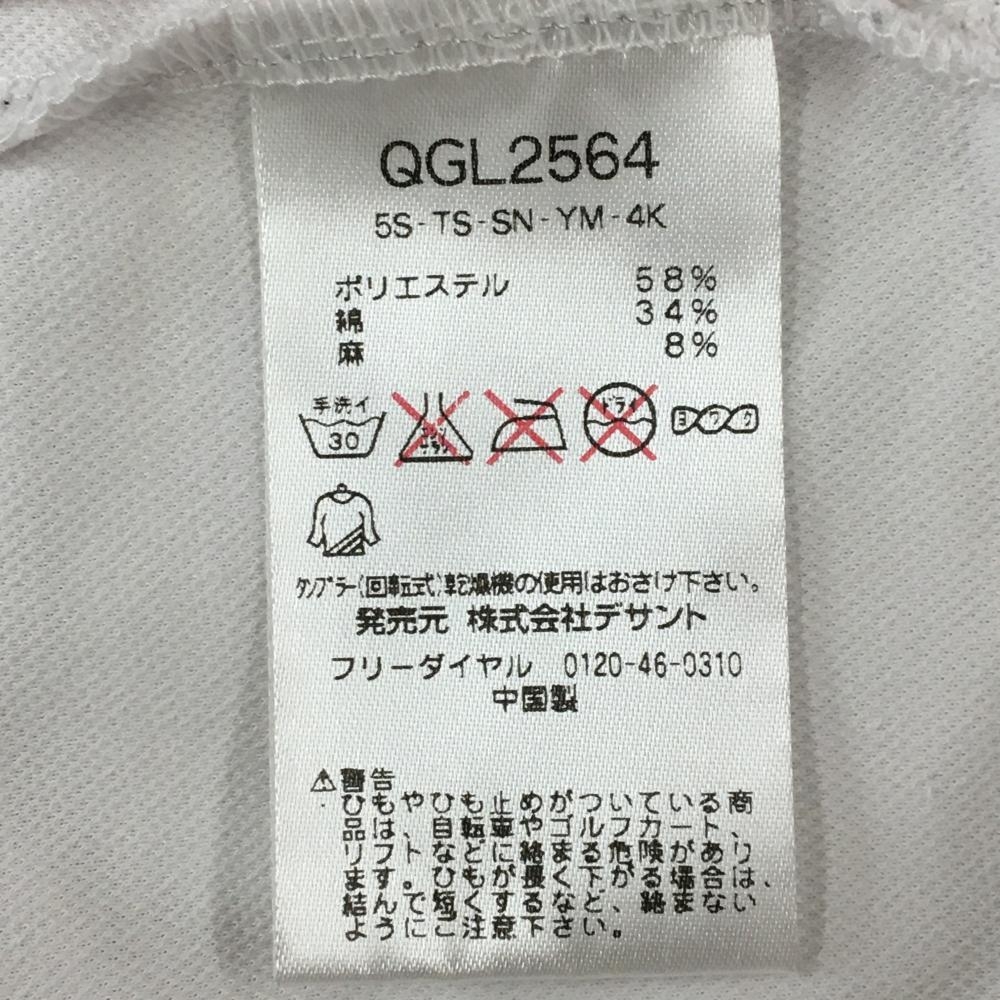 QGL2564
5S-TS-SN-YM-4K
ポリエステル 58%
綿 34%
麻 8%
手洗イ
30
ドライ
ヨワク
タンブラー(回転式)乾燥機の使用はおさけ下さい。
発売元 株式会社デサント
フリーダイヤル 0120-46-0310
中国製
⚠警告
ひもやひも止めがついている商
品は、自転車やゴルフカート、
リフトなどに絡まる危険があり
ます。ひもが長く下がる場合は、
結んで短くするなど、絡まない
ようにご注意下さい。